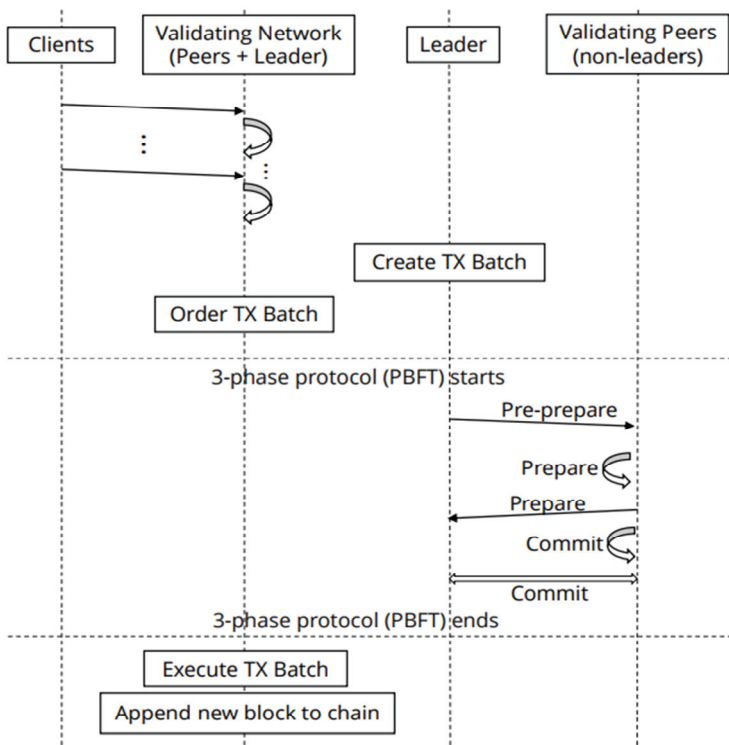 Clients
Validating Network
(Peers + Leader)
Leader
Validating Peers
(non-leaders)
...
...
Create TX Batch
Order TX Batch
3-phase protocol (PBFT) starts
Pre-prepare
Prepare
Prepare
Commit
Commit
3-phase protocol (PBFT) ends
Execute TX Batch
Append new block to chain